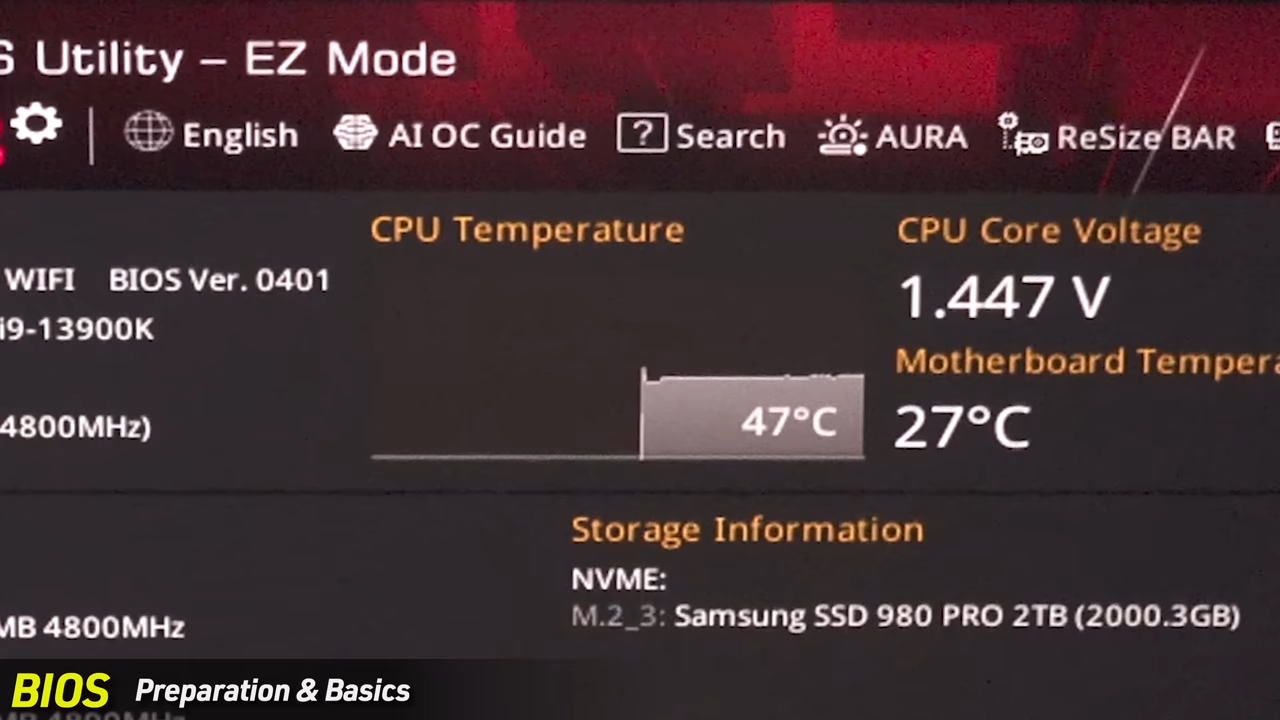 S Utility – EZ Mode
English AI OC Guide ? Search AURA ReSize BAR
CPU Temperature
CPU Core Voltage
WIFI BIOS Ver. 0401
1.447 V
i9-13900K
Motherboard Tempera
4800MHz)
47°C
27°C
Storage Information
NVME:
M.2_3: Samsung SSD 980 PRO 2TB (2000.3GB)
MB 4800MHz
BIOS Preparation & Basics
MB 4800MHz